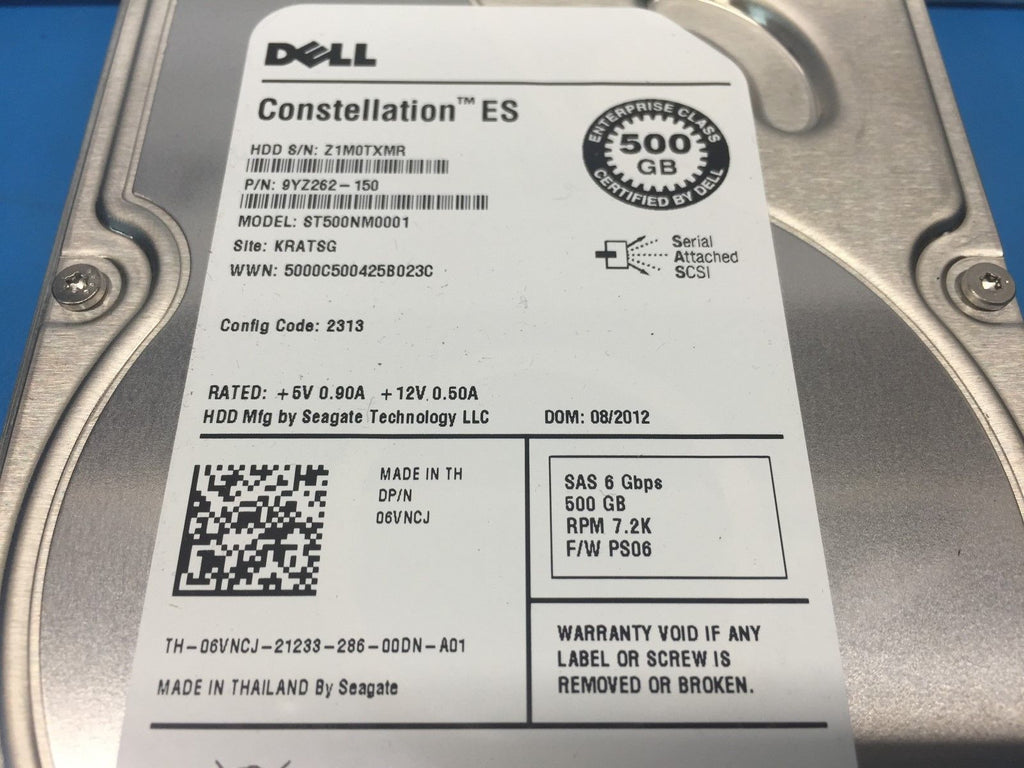 DELL
Constellation™ ES
ENTERPRISE CLASS
500
GB
CERTIFIED BY DELL
HDD S/N: Z1M0TXMR
P/N: 9YZ262-150
MODEL: ST500NM0001
Site: KRATSG
WWN: 5000C500425B023C
Serial
Attached
SCSI
Config Code: 2313
RATED: +5V 0.90A +12V 0.50A
HDD Mfg by Seagate Technology LLC
DOM: 08/2012
MADE IN TH
DP/N
06VNCJ
SAS 6 Gbps
500 GB
RPM 7.2K
F/W PS06
TH-06VNCJ-21233-286-00DN-A01
MADE IN THAILAND By Seagate
WARRANTY VOID IF ANY
LABEL OR SCREW IS
REMOVED OR BROKEN.